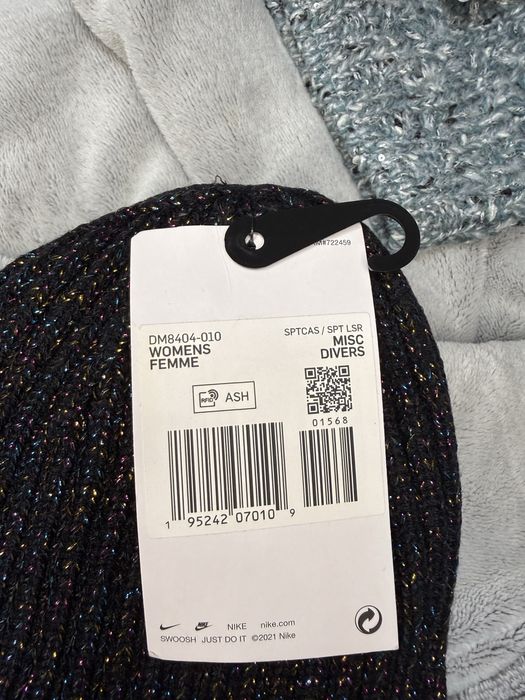 DM8404-010
WOMENS
FEMME
SPTCAS / SPT LSR
MISC
DIVERS
RFID
ASH
01568
1 95242 07010 9
NIKE nike.com
SWOOSH JUST DO IT ©2021 Nike